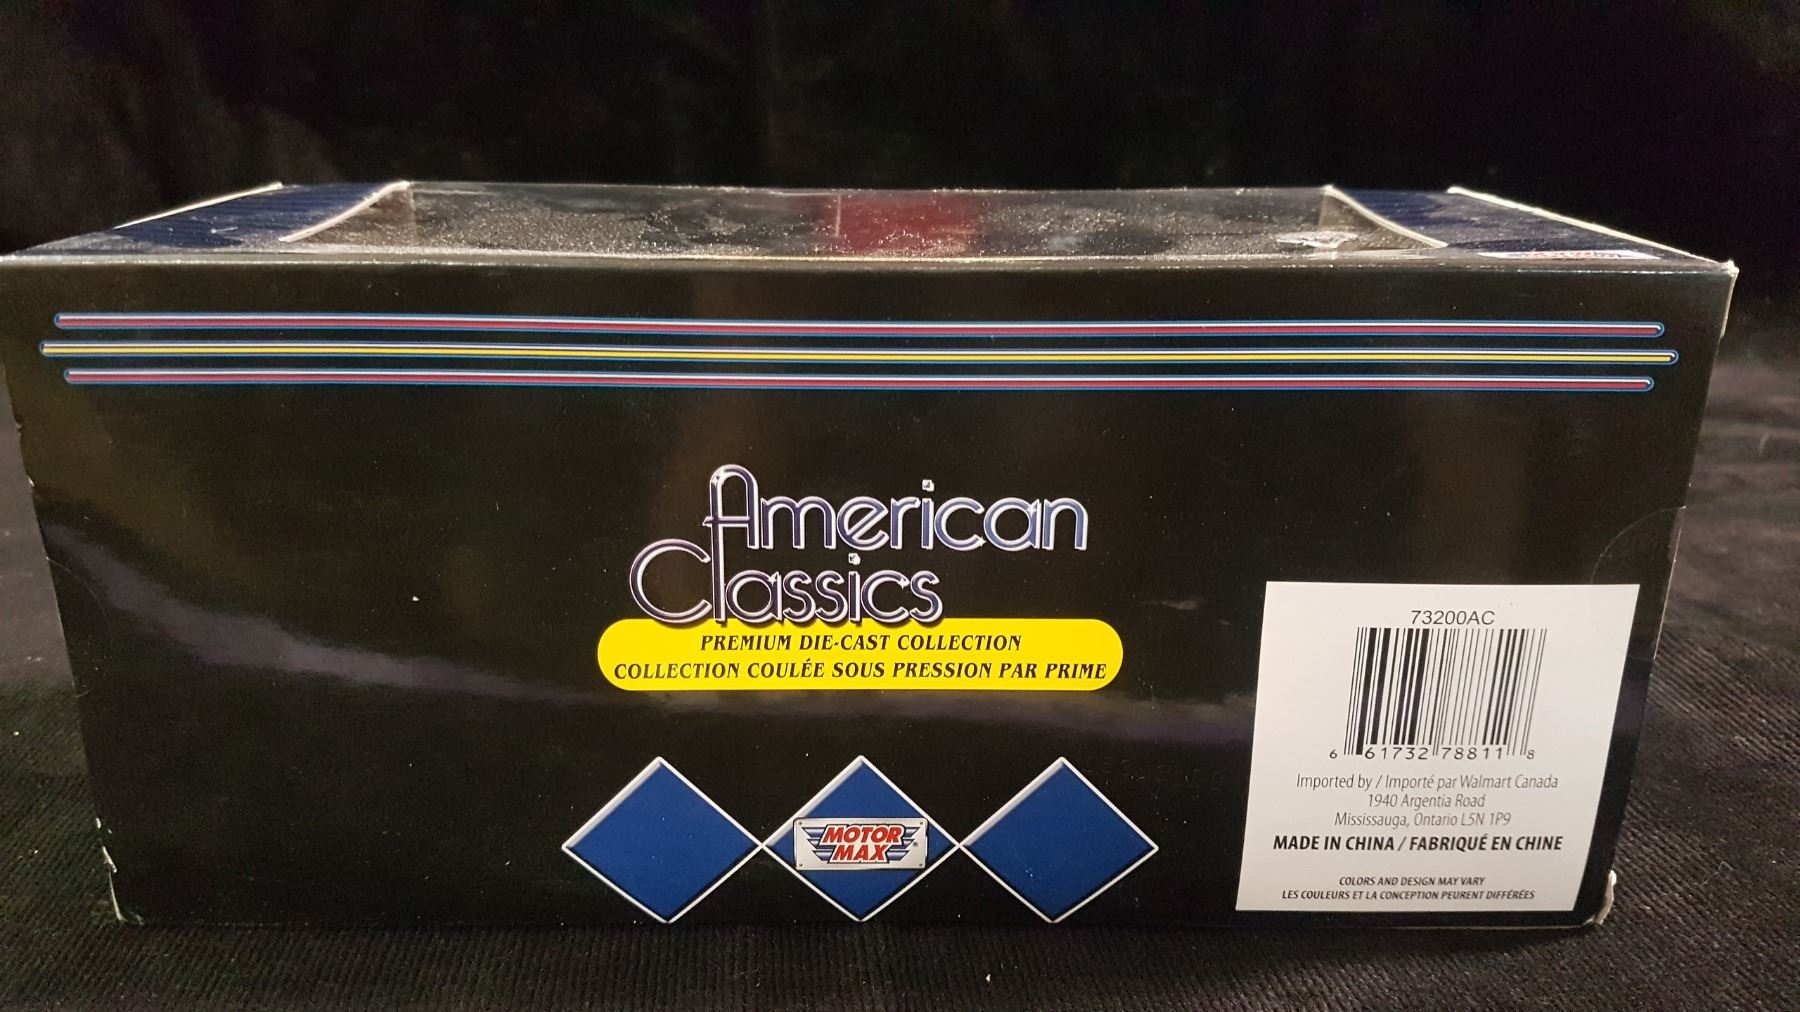 American
Classics
PREMIUM DIE-CAST COLLECTION
COLLECTION COULÉE SOUS PRESSION PAR PRIME
MOTOR
MAX
®
73200AC
6 61732 78811 8
Imported by / Importé par Walmart Canada
1940 Argentia Road
Mississauga, Ontario L5N 1P9
MADE IN CHINA / FABRIQUÉ EN CHINE
COLORS AND DESIGN MAY VARY
LES COULEURS ET LA CONCEPTION PEURENT DIFFÉRÉES